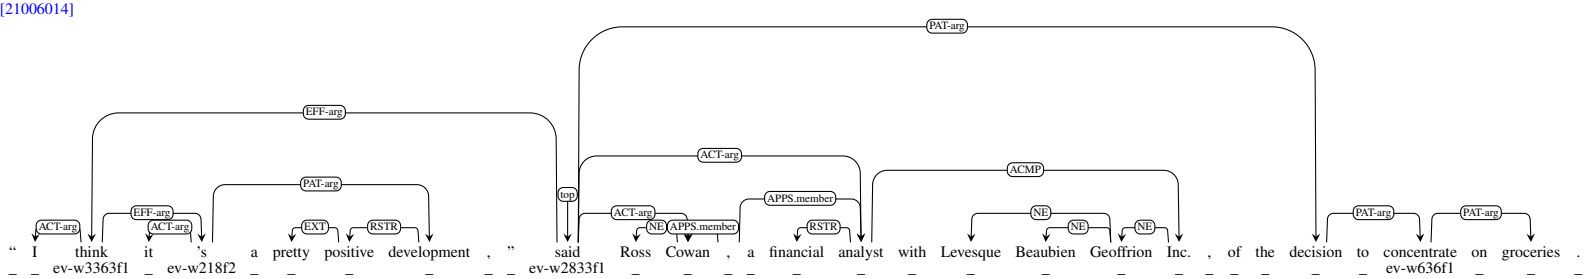 [21006014]
PAT-arg
EFF-arg
ACT-arg
ACMP
PAT-arg
top
APPS.member
EFF-arg ACT-arg NE PAT-arg PAT-arg
ACT-arg ACT-arg EXT RSTR NE APPS.member RSTR NE NE
“ I think it 's a pretty positive development , ” said Ross Cowan , a financial analyst with Levesque Beaubien Geoffrion Inc. , of the decision to concentrate on groceries .
_ _ ev-w3363f1 _ ev-w218f2 _ _ _ _ _ _ ev-w2833f1 _ _ _ _ _ _ _ _ _ _ _ _ _ _ _ _ ev-w636f1 _ _ _